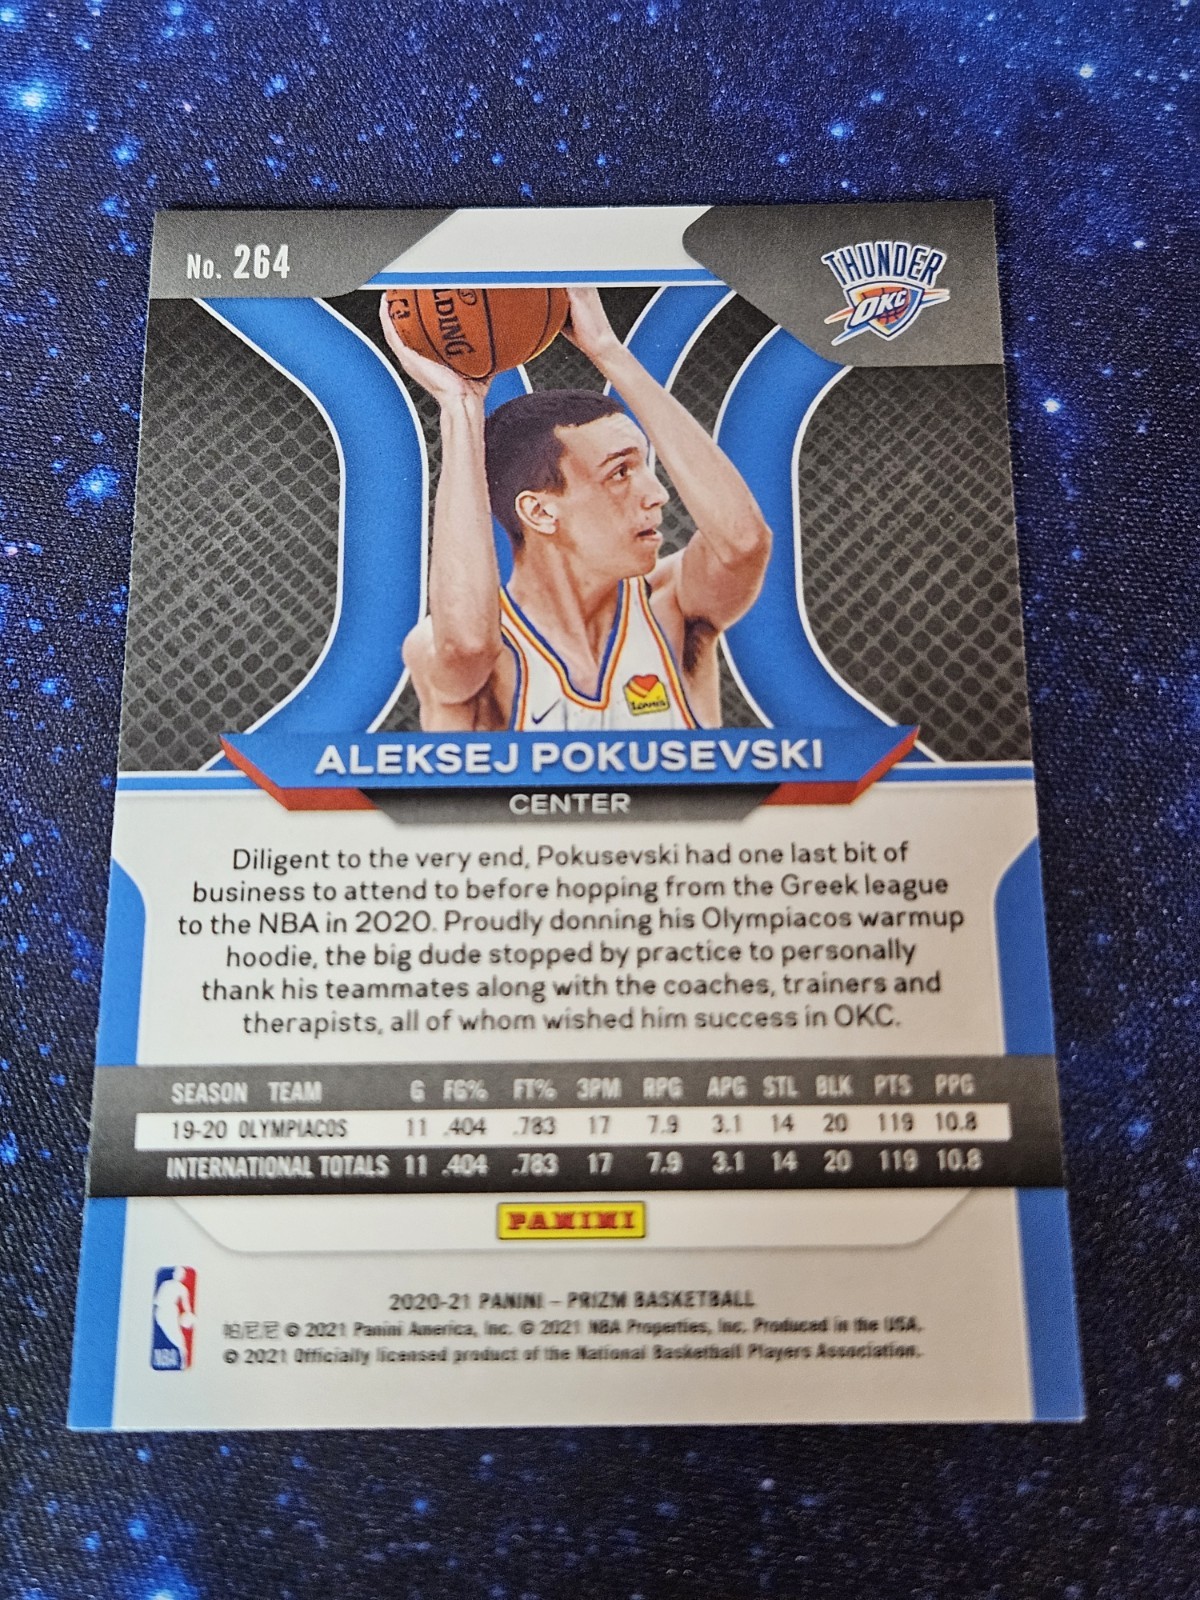 No. 264
THUNDER
OKC
LDING
Loves
ALEKSEJ POKUSEVSKI
CENTER
Diligent to the very end, Pokusevski had one last bit of
business to attend to before hopping from the Greek league
to the NBA in 2020. Proudly donning his Olympiacos warmup
hoodie, the big dude stopped by practice to personally
thank his teammates along with the coaches, trainers and
therapists, all of whom wished him success in OKC.
SEASON TEAM G FG% FT% 3PM RPG APG STL BLK PTS PPG
19-20 OLYMPIACOS 11 .404 .783 17 7.9 3.1 14 20 119 10.8
INTERNATIONAL TOTALS 11 .404 .783 17 7.9 3.1 14 20 119 10.8
PANINI
2020-21 PANINI – PRIZM BASKETBALL
帕尼尼 © 2021 Panini America, Inc. © 2021 NBA Properties, Inc. Produced in the USA.
© 2021 Officially licensed product of the National Basketball Players Association.
NBA